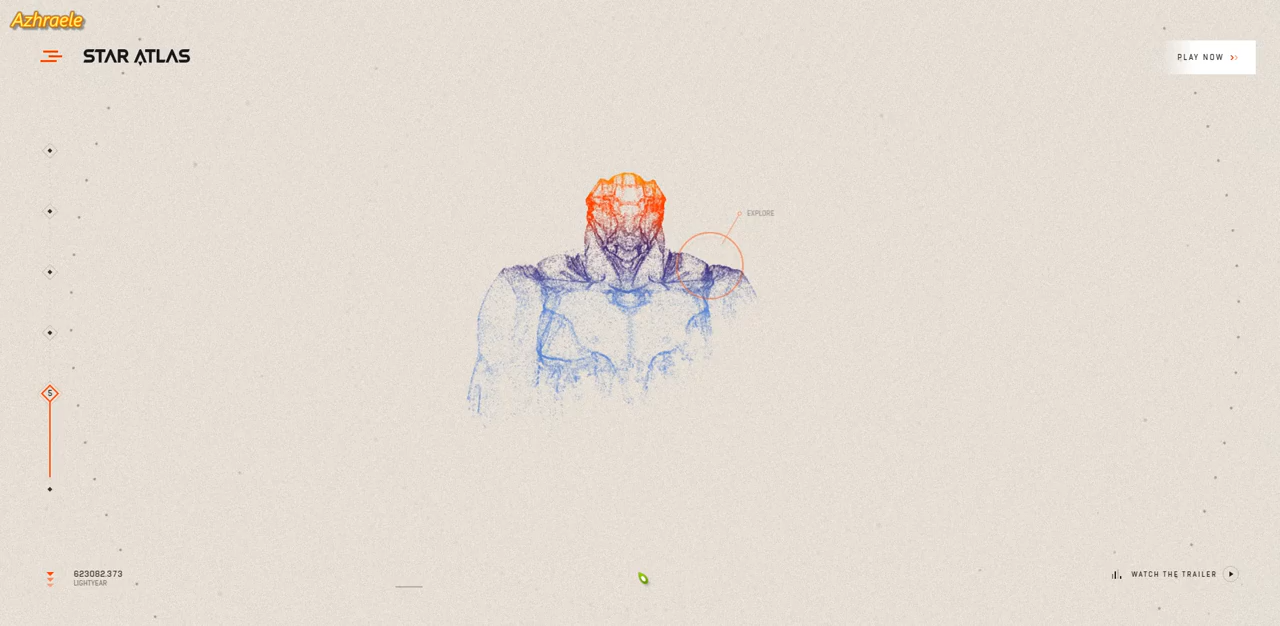 Azhraele
STAR ATLAS
PLAY NOW
EXPLORE
5
623082.373
LIGHTYEAR
WATCH THE TRAILER